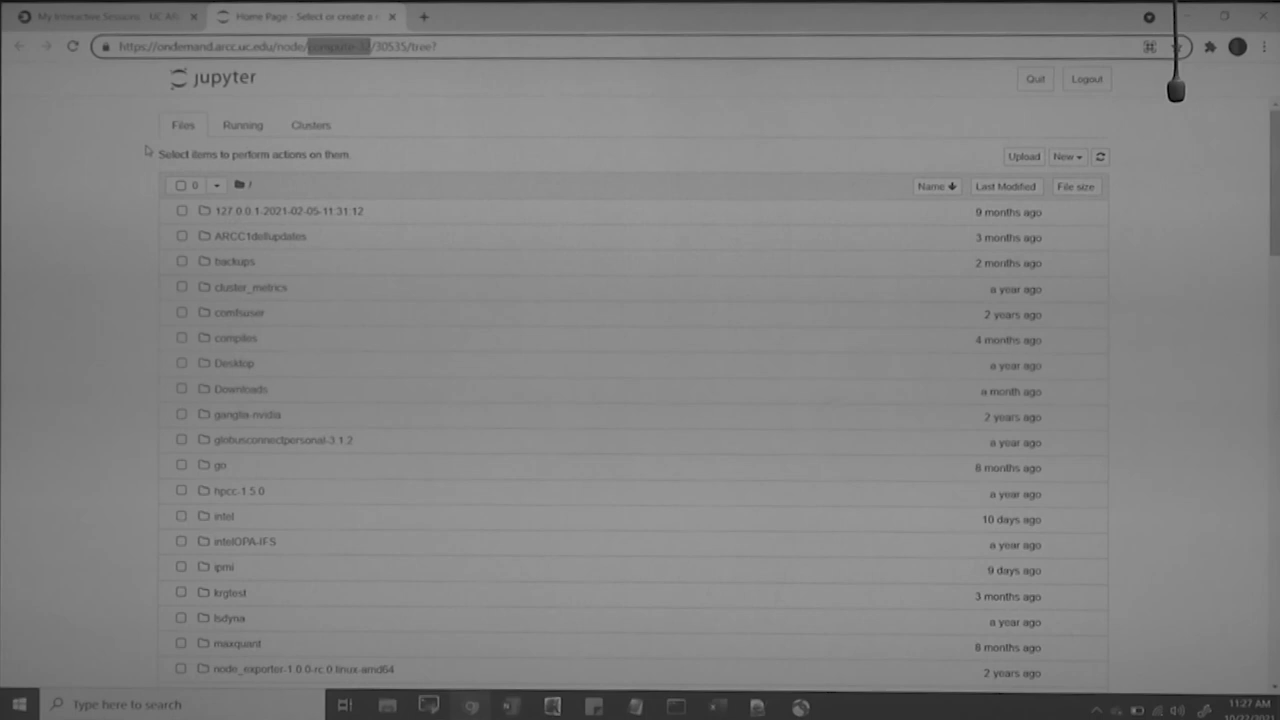 My Interactive Sessions - UC AR
Home Page - Select or create a n
https://ondemand.arcc.uc.edu/node/compute-32/30535/tree?
jupyter
Quit
Logout
Files
Running
Clusters
Select items to perform actions on them.
Upload
New
0
/
Name
Last Modified
File size
127.0.0.1-2021-02-05-11:31:12
9 months ago
ARCC1dellupdates
3 months ago
backups
2 months ago
cluster_metrics
a year ago
2 years ago
compiles
4 months ago
Desktop
a year ago
Downloads
a month ago
ganglia-nvidia
2 years ago
globusconnectpersonal-3.1.2
a year ago
go
8 months ago
hpcc-1.5.0
a year ago
intel
10 days ago
intelOPA-IFS
a year ago
ipmi
9 days ago
krgtest
3 months ago
lsdyna
a year ago
maxquant
8 months ago
node_exporter-1.0.0-rc.0.linux-amd64
2 years ago
Type here to search
11:27 AM